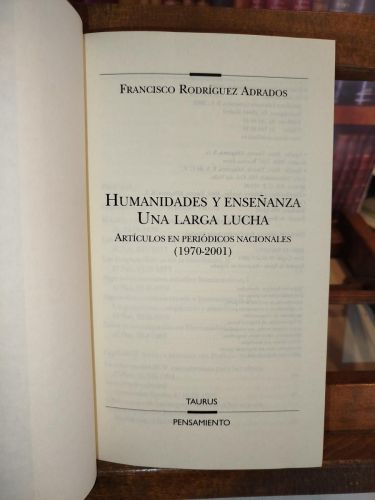 FRANCISCO RODRÍGUEZ ADRADOS
HUMANIDADES Y ENSEÑANZA
UNA LARGA LUCHA
ARTÍCULOS EN PERIÓDICOS NACIONALES
(1970-2001)
TAURUS
PENSAMIENTO